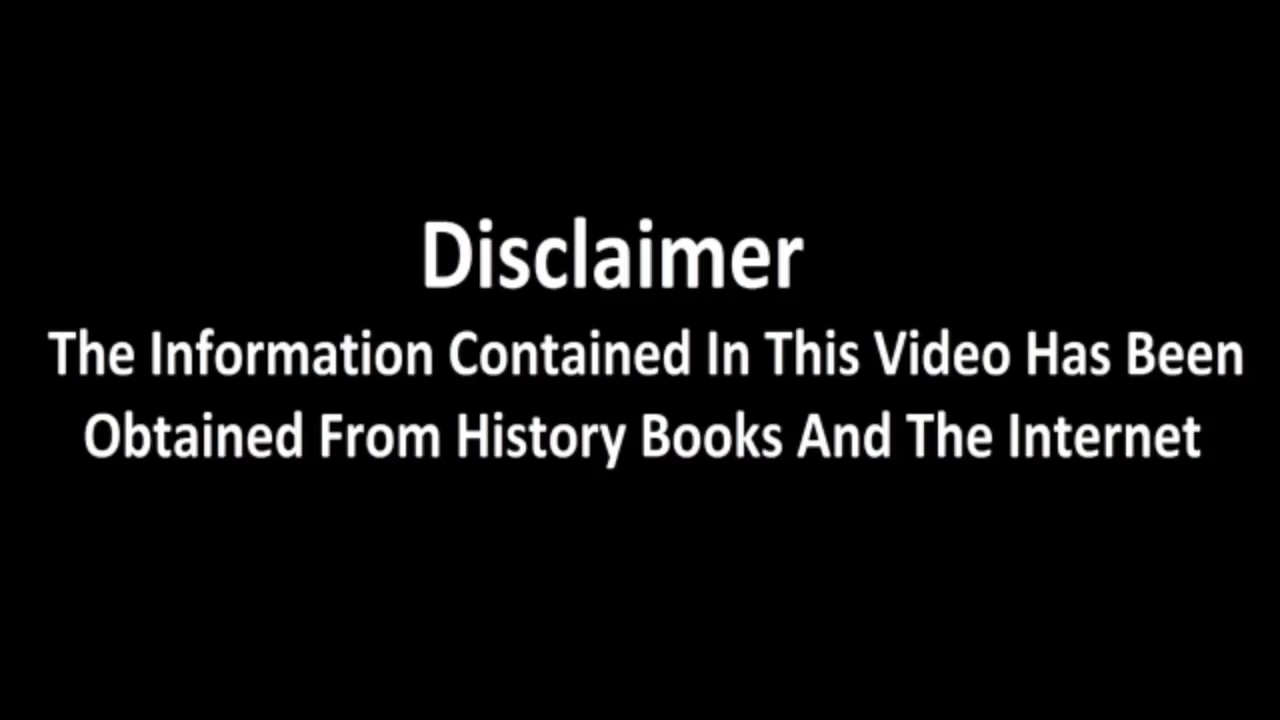 Disclaimer
The Information Contained In This Video Has Been
Obtained From History Books And The Internet